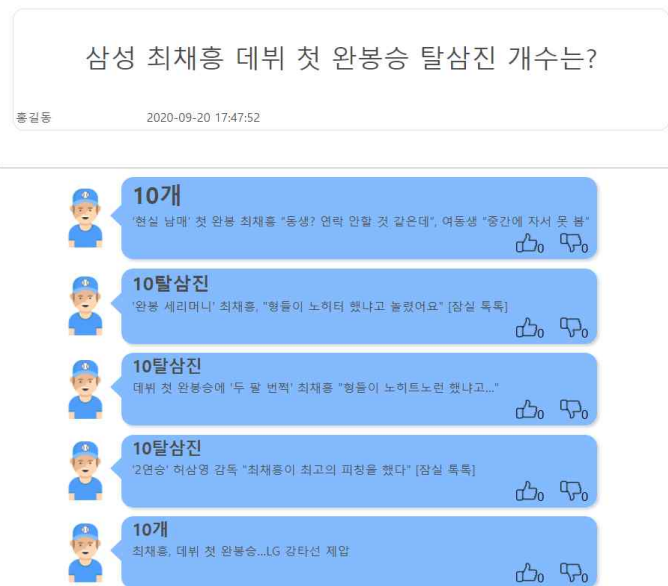 삼성 최채흥 데뷔 첫 완봉승 탈삼진 개수는?
홍길동 2020-09-20 17:47:52
10개
'현실 남매' 첫 완봉 최채흥 "동생? 연락 안할 것 같은데", 여동생 "중간에 자서 못 봄"
0 0
10탈삼진
'완봉 세리머니' 최채흥, "형들이 노히터 했냐고 놀렸어요" [잠실 톡톡]
0 0
10탈삼진
데뷔 첫 완봉승에 '두 팔 번쩍' 최채흥 "형들이 노히트노런 했냐고..."
0 0
10탈삼진
'2연승' 허삼영 감독 "최채흥이 최고의 피칭을 했다" [잠실 톡톡]
0 0
10개
최채흥, 데뷔 첫 완봉승...LG 강타선 제압
0 0